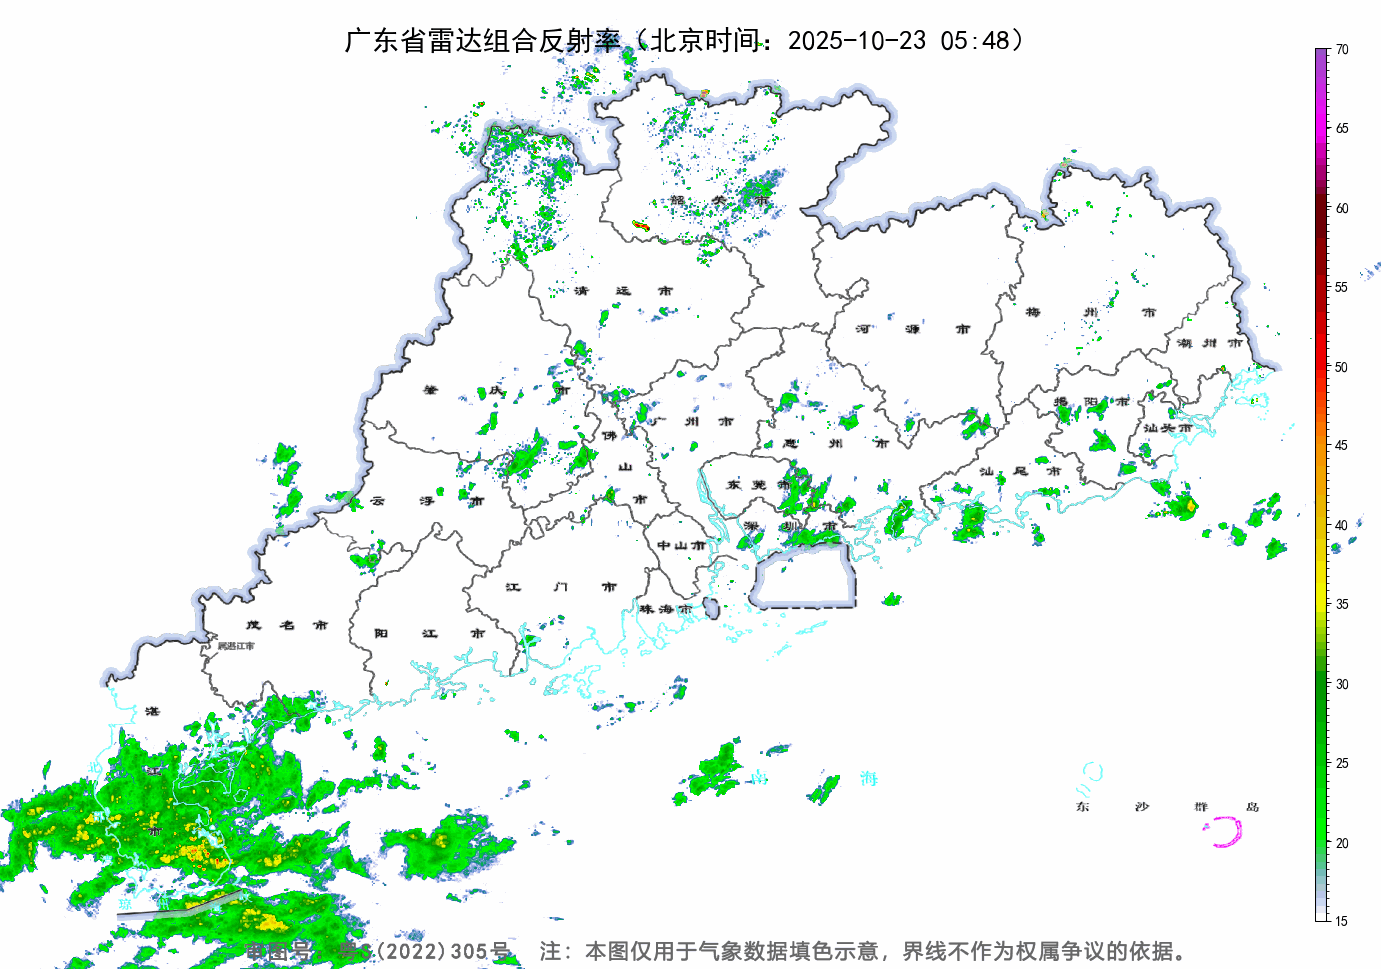 广东省雷达组合反射率（北京时间：2025-10-23 05:48）
70
65
60
55
50
45
40
35
30
25
20
15
韶 关 市
清 远 市
河 源 市
梅 州 市
潮 州 市
肇 庆 市
广 州 市
佛 山 市
惠 州 市
揭 阳 市
汕 头 市
汕 尾 市
云 浮 市
东 莞 市
深 圳 市
中 山 市
江 门 市
珠 海 市
茂 名 市
阳 江 市
属湛江市
湛 江 市
南 海
东 沙 群 岛
琼 州
审图号：粤S(2022)305号 注：本图仅用于气象数据填色示意，界线不作为权属争议的依据。